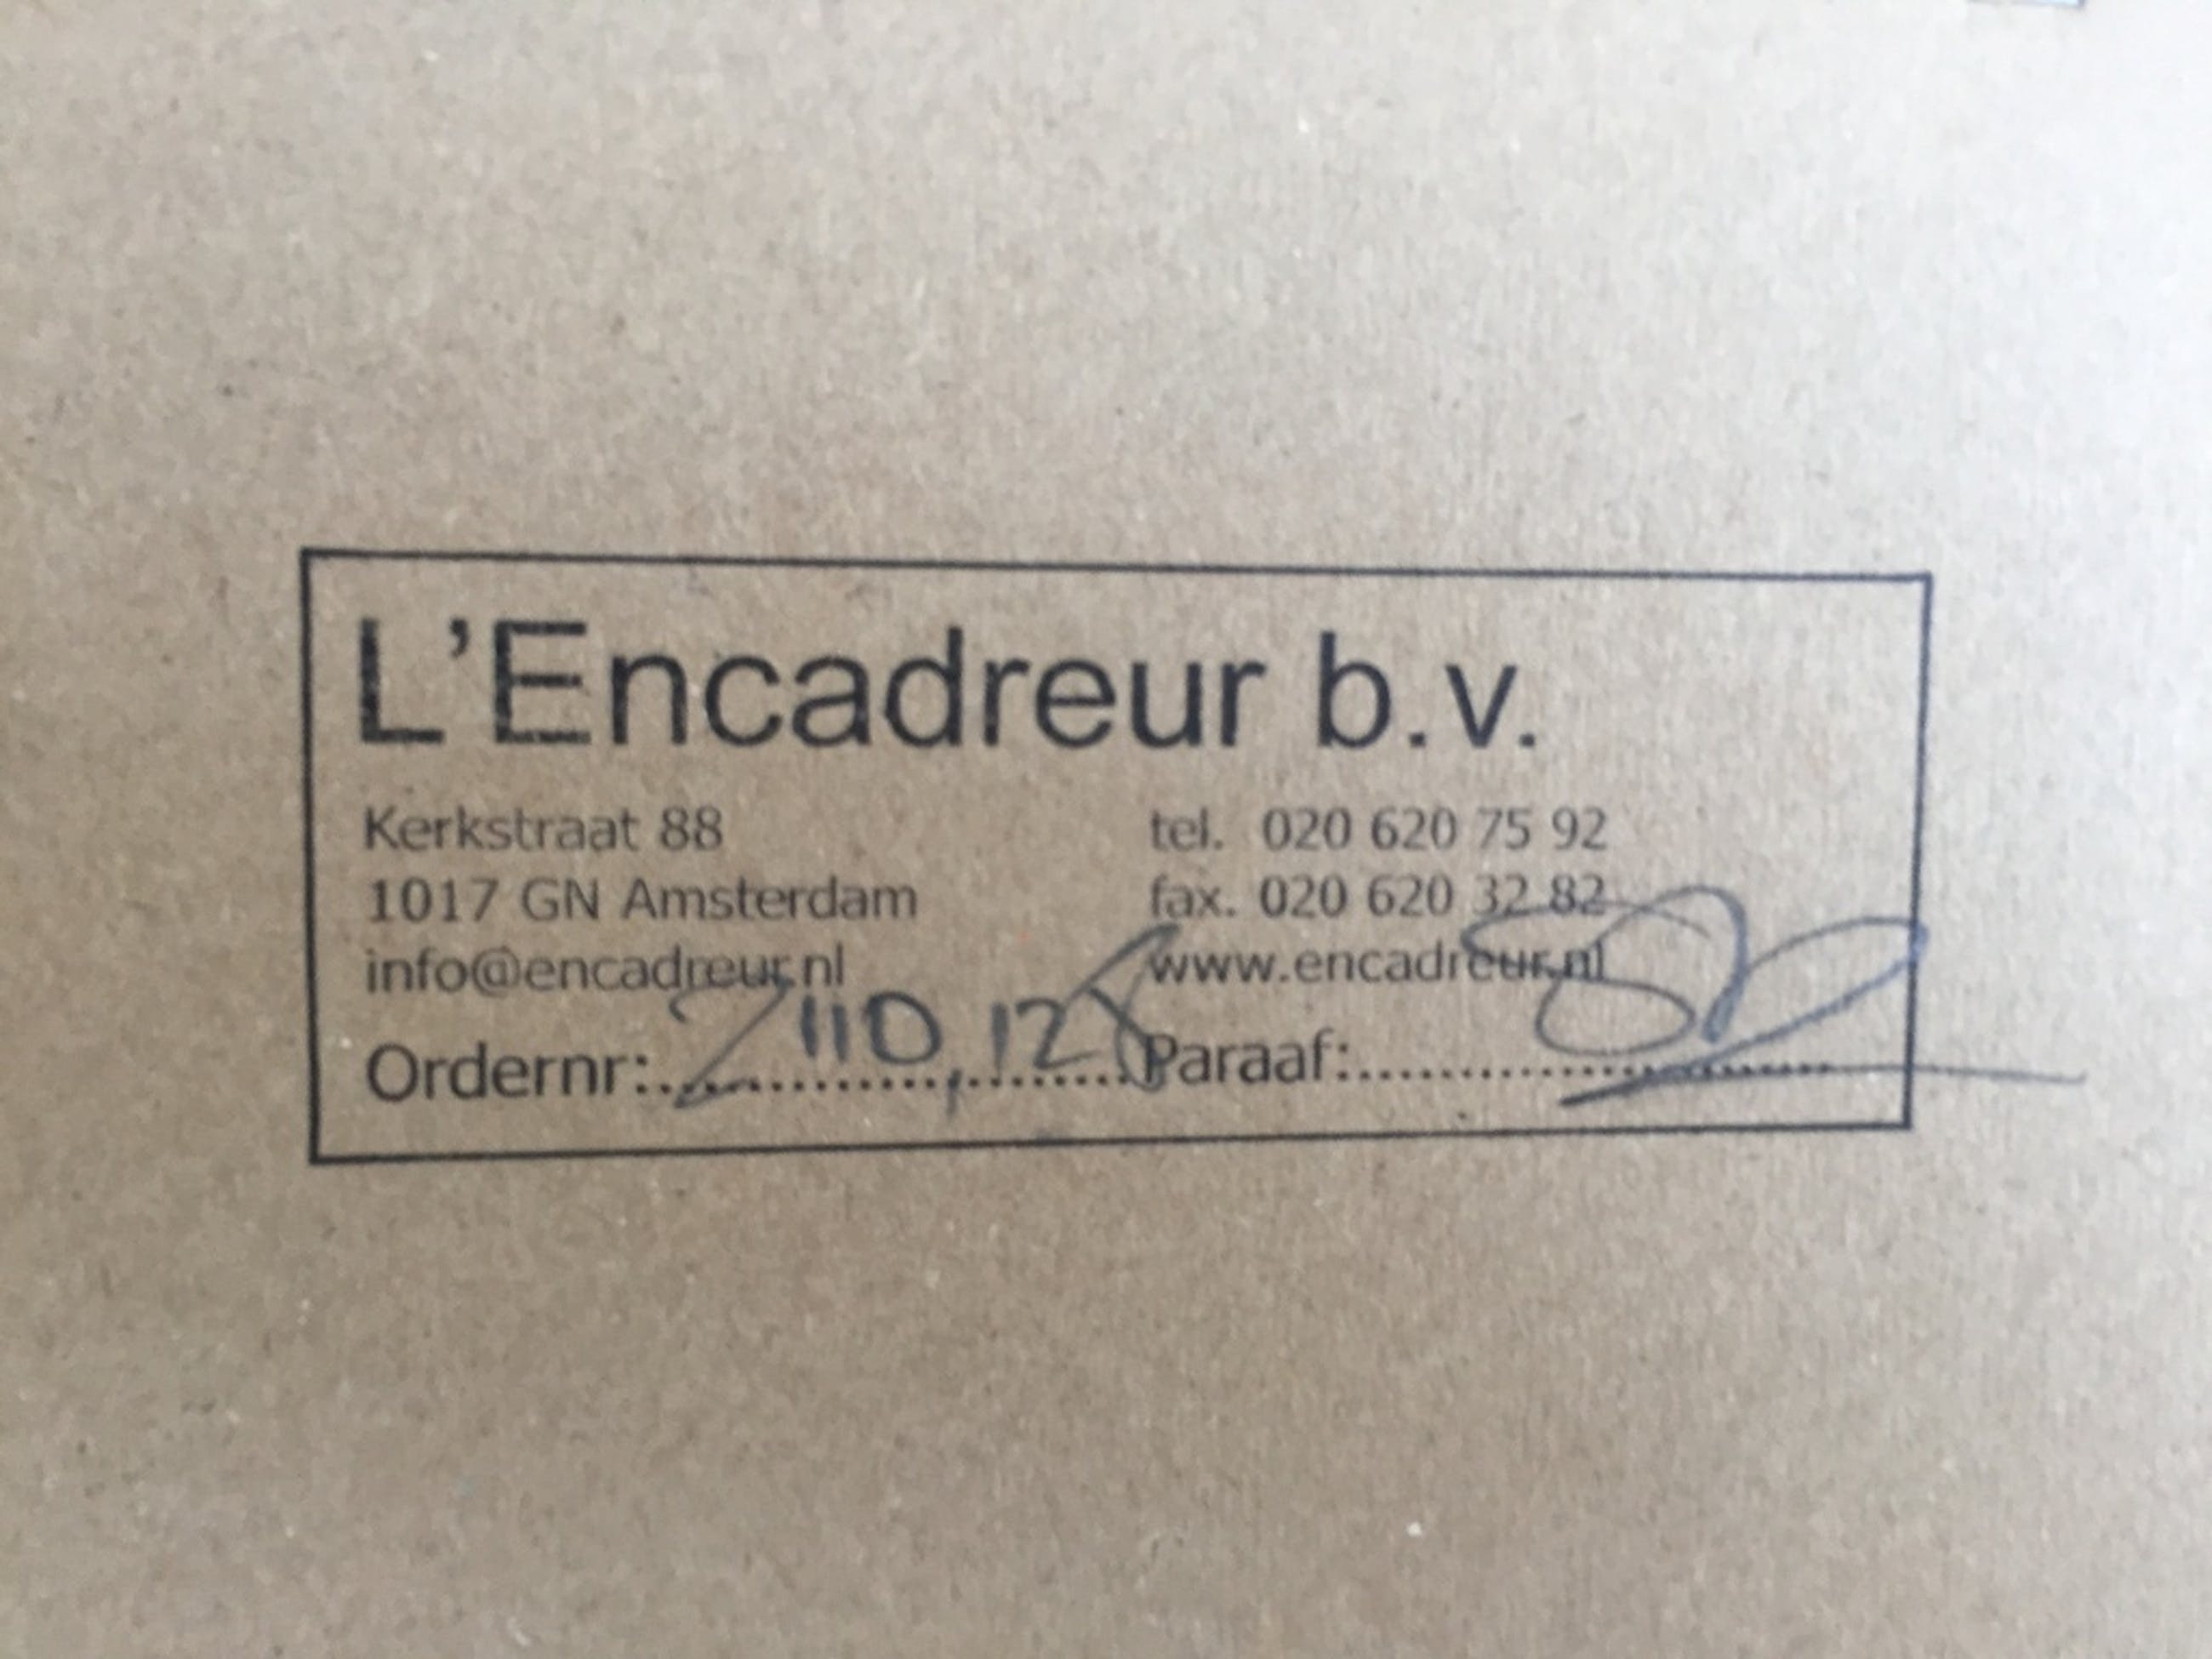 L'Encadreur b.v.
Kerkstraat 88 tel. 020 620 75 92
1017 GN Amsterdam fax. 020 620 32 82
info@encadreur.nl www.encadreur.nl
Ordernr: Paraaf: